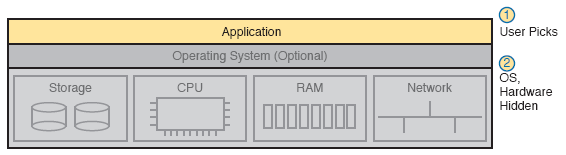 Application
1
User Picks
Operating System (Optional)
2
OS,
Hardware
Hidden
Storage
CPU
RAM
Network